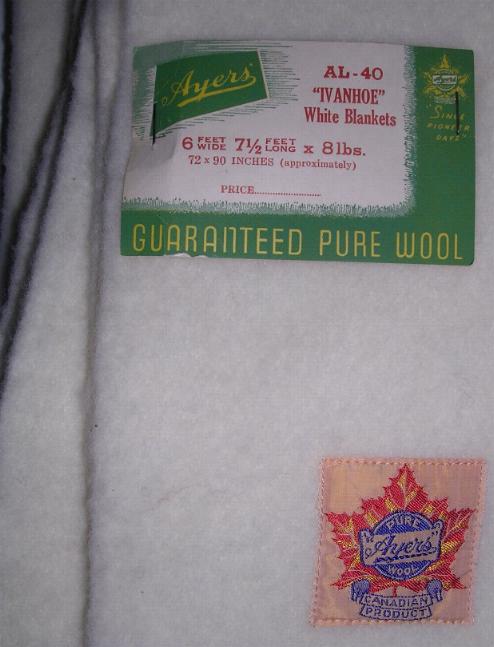 Ayers'
AL-40
"IVANHOE"
White Blankets
6 FEET WIDE 7½ FEET LONG x 8 lbs.
72 x 90 INCHES (approximately)
PRICE
GUARANTEED PURE WOOL
Ayers
"SINCE
PIONEER
DAYS"
PURE
"Ayers"
WOOL
CANADIAN
PRODUCT